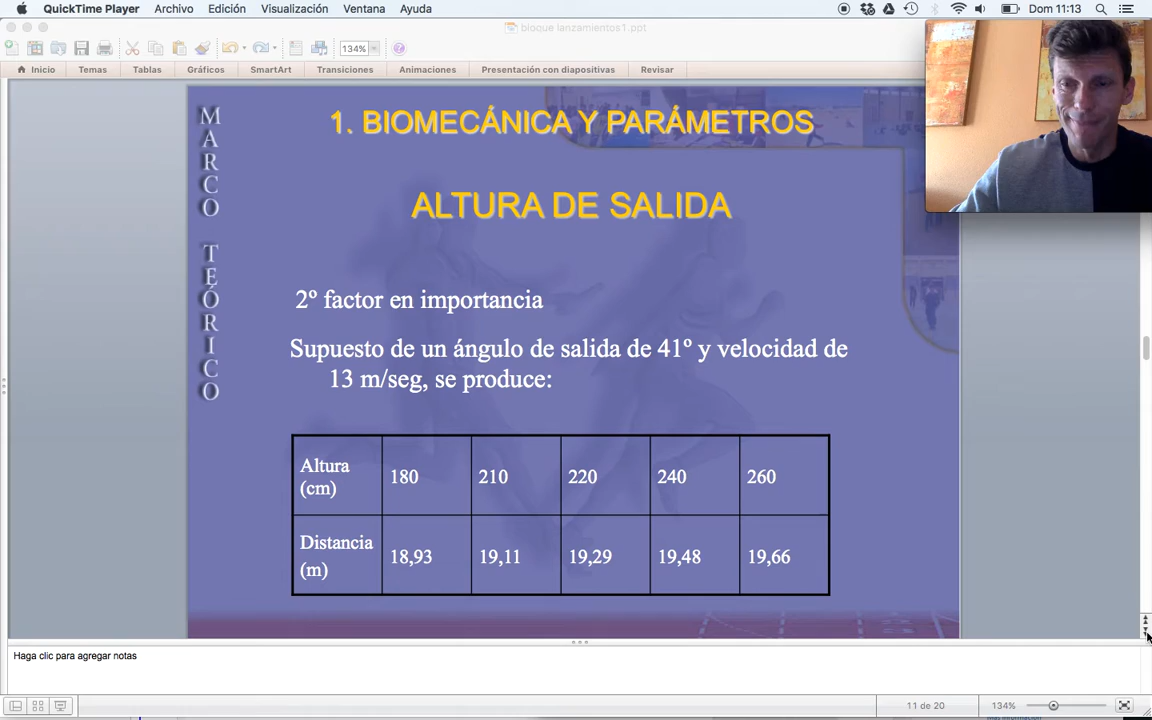 QuickTime Player Archivo Edición Visualización Ventana Ayuda Dom 11:13
bloque lanzamientos1.ppt
134%
Inicio Temas Tablas Gráficos SmartArt Transiciones Animaciones Presentación con diapositivas Revisar
MARCO TEÓRICO
1. BIOMECÁNICA Y PARÁMETROS
ALTURA DE SALIDA
2º factor en importancia
Supuesto de un ángulo de salida de 41º y velocidad de
13 m/seg, se produce:
Altura (cm) 180 210 220 240 260
Distancia (m) 18,93 19,11 19,29 19,48 19,66
Haga clic para agregar notas
11 de 20 134%